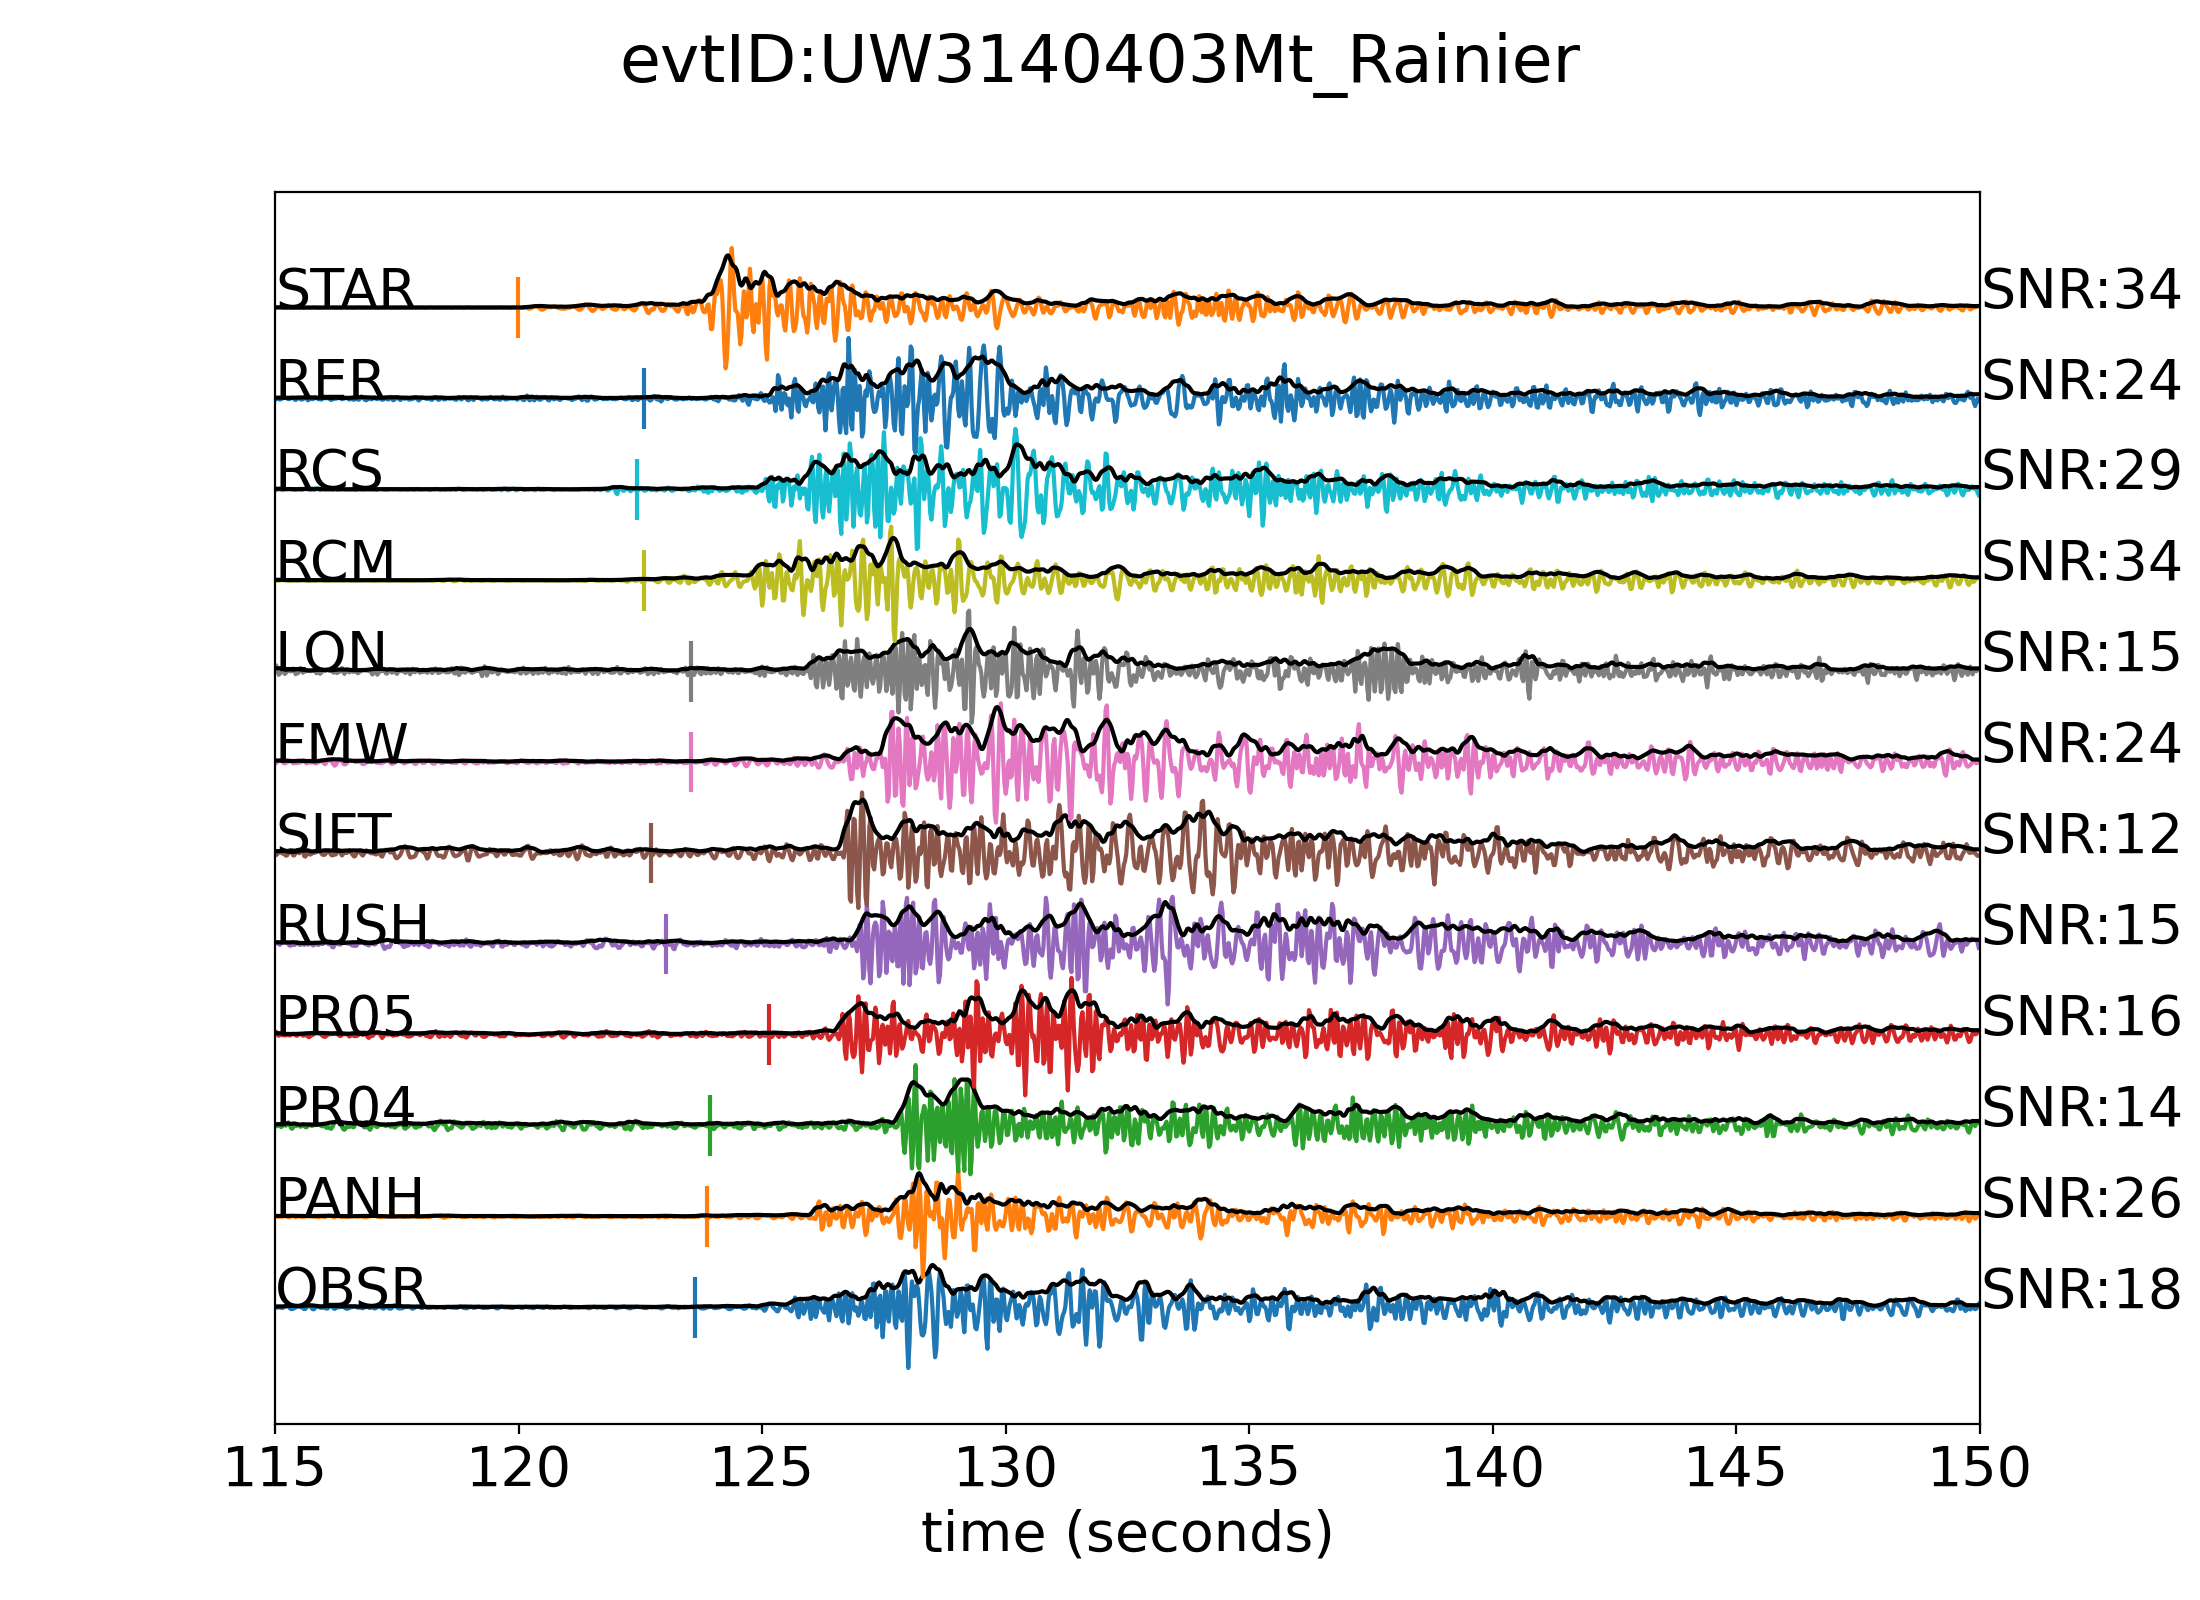 evtID:UW3140403Mt_Rainier
STAR SNR:34
RER SNR:24
RCS SNR:29
RCM SNR:34
LON SNR:15
FMW SNR:24
SIFT SNR:12
RUSH SNR:15
PR05 SNR:16
PR04 SNR:14
PANH SNR:26
OBSR SNR:18
115 120 125 130 135 140 145 150
time (seconds)